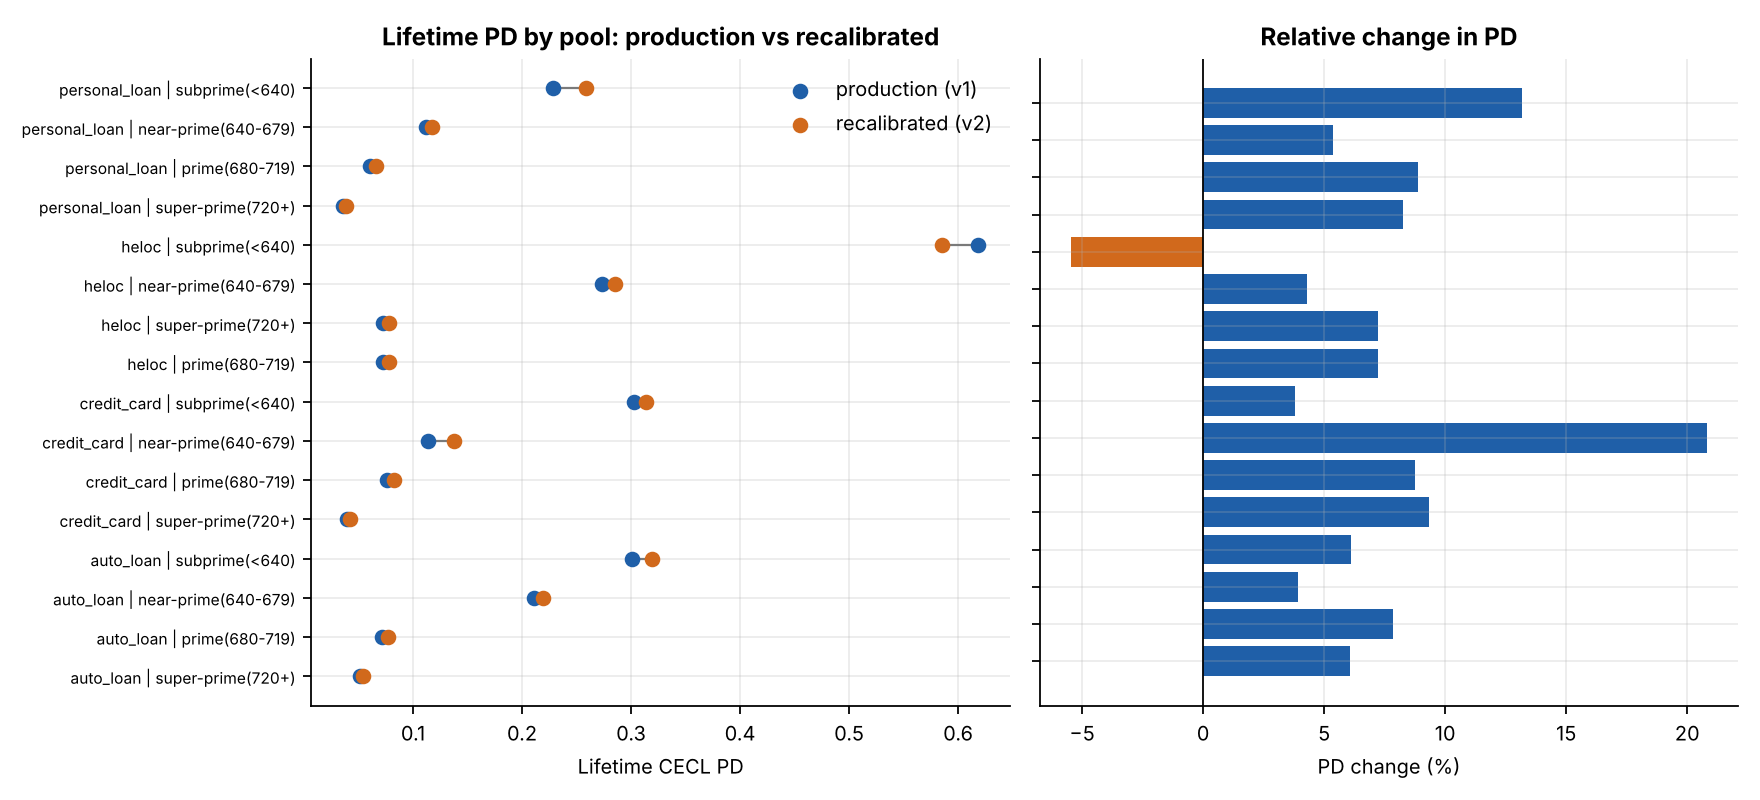 Lifetime PD by pool: production vs recalibrated
production (v1)
recalibrated (v2)
personal_loan | subprime(<640)
personal_loan | near-prime(640-679)
personal_loan | prime(680-719)
personal_loan | super-prime(720+)
heloc | subprime(<640)
heloc | near-prime(640-679)
heloc | super-prime(720+)
heloc | prime(680-719)
credit_card | subprime(<640)
credit_card | near-prime(640-679)
credit_card | prime(680-719)
credit_card | super-prime(720+)
auto_loan | subprime(<640)
auto_loan | near-prime(640-679)
auto_loan | prime(680-719)
auto_loan | super-prime(720+)
0.1 0.2 0.3 0.4 0.5 0.6
Lifetime CECL PD
Relative change in PD
−5 0 5 10 15 20
PD change (%)